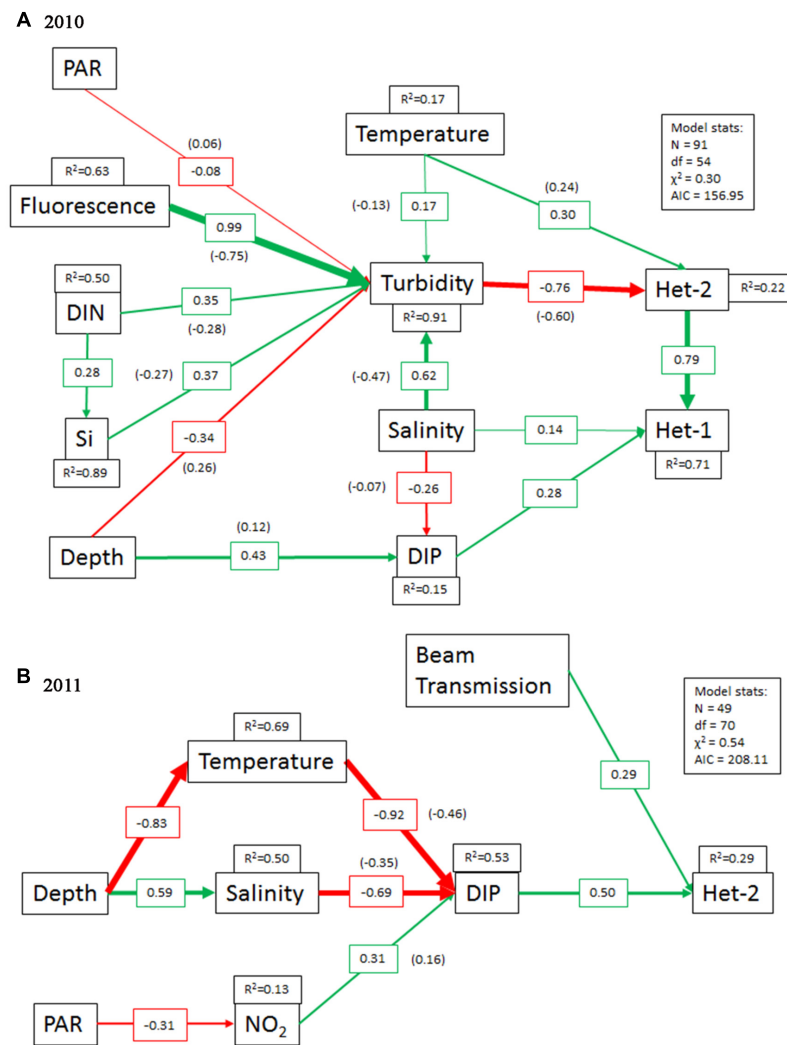 A 2010
PAR
R²=0.17
Temperature
Model stats:
N = 91
df = 54
χ² = 0.30
AIC = 156.95
(0.06)
-0.08
R²=0.63
Fluorescence
(-0.13)
0.17
(0.24)
0.30
0.99
(-0.75)
R²=0.50
DIN
0.35
(-0.28)
Turbidity
R²=0.91
-0.76
(-0.60)
Het-2
R²=0.22
0.28
(-0.27)
0.37
(-0.47)
0.62
0.79
Si
R²=0.89
-0.34
(0.26)
Salinity
0.14
Het-1
R²=0.71
(-0.07)
-0.26
0.28
Depth
(0.12)
0.43
DIP
R²=0.15
B 2011
Beam
Transmission
Model stats:
N = 49
df = 70
χ² = 0.54
AIC = 208.11
R²=0.69
Temperature
0.29
-0.83
-0.92
(-0.46)
Depth
0.59
R²=0.50
Salinity
(-0.35)
-0.69
R²=0.53
DIP
0.50
R²=0.29
Het-2
0.31
(0.16)
PAR
-0.31
R²=0.13
NO₂